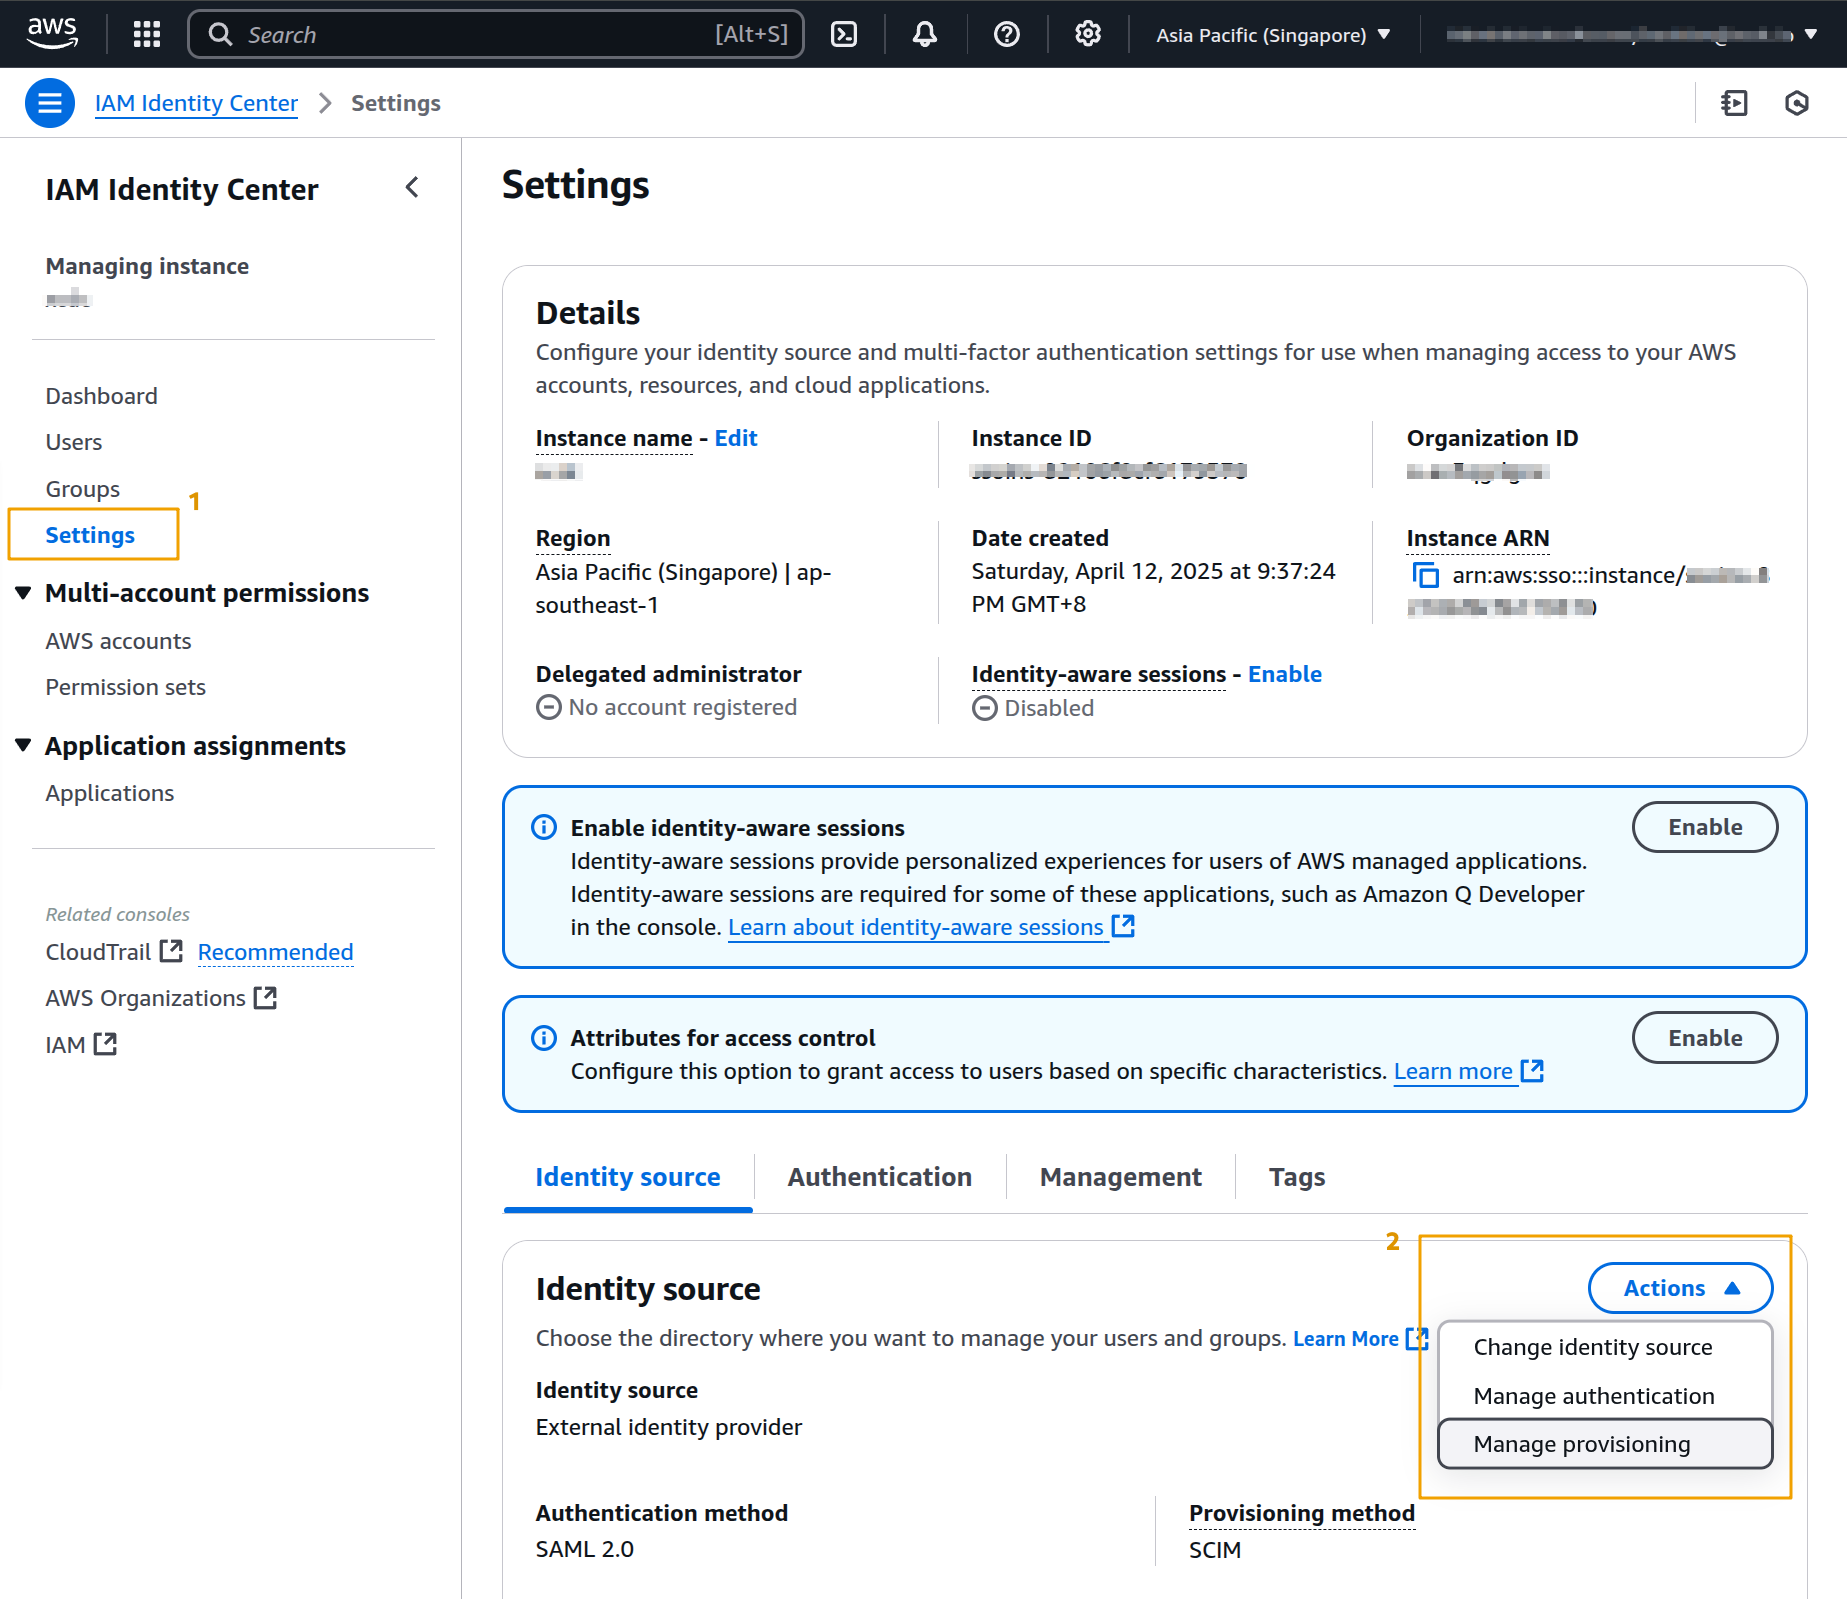 aws
Search [Alt+S]
Asia Pacific (Singapore)
IAM Identity Center > Settings
IAM Identity Center
Managing instance
Dashboard
Users
Groups
1
Settings
Multi-account permissions
AWS accounts
Permission sets
Application assignments
Applications
Related consoles
CloudTrail Recommended
AWS Organizations
IAM
Settings
Details
Configure your identity source and multi-factor authentication settings for use when managing access to your AWS
accounts, resources, and cloud applications.
Instance name - Edit
Instance ID
Organization ID
Region
Asia Pacific (Singapore) | ap-
southeast-1
Date created
Saturday, April 12, 2025 at 9:37:24
PM GMT+8
Instance ARN
arn:aws:sso:::instance/
Delegated administrator
No account registered
Identity-aware sessions - Enable
Disabled
Enable identity-aware sessions
Identity-aware sessions provide personalized experiences for users of AWS managed applications.
Identity-aware sessions are required for some of these applications, such as Amazon Q Developer
in the console. Learn about identity-aware sessions
Enable
Attributes for access control
Configure this option to grant access to users based on specific characteristics. Learn more
Enable
Identity source
Authentication
Management
Tags
2
Identity source
Actions
Choose the directory where you want to manage your users and groups. Learn More
Change identity source
Manage authentication
Manage provisioning
Identity source
External identity provider
Authentication method
SAML 2.0
Provisioning method
SCIM